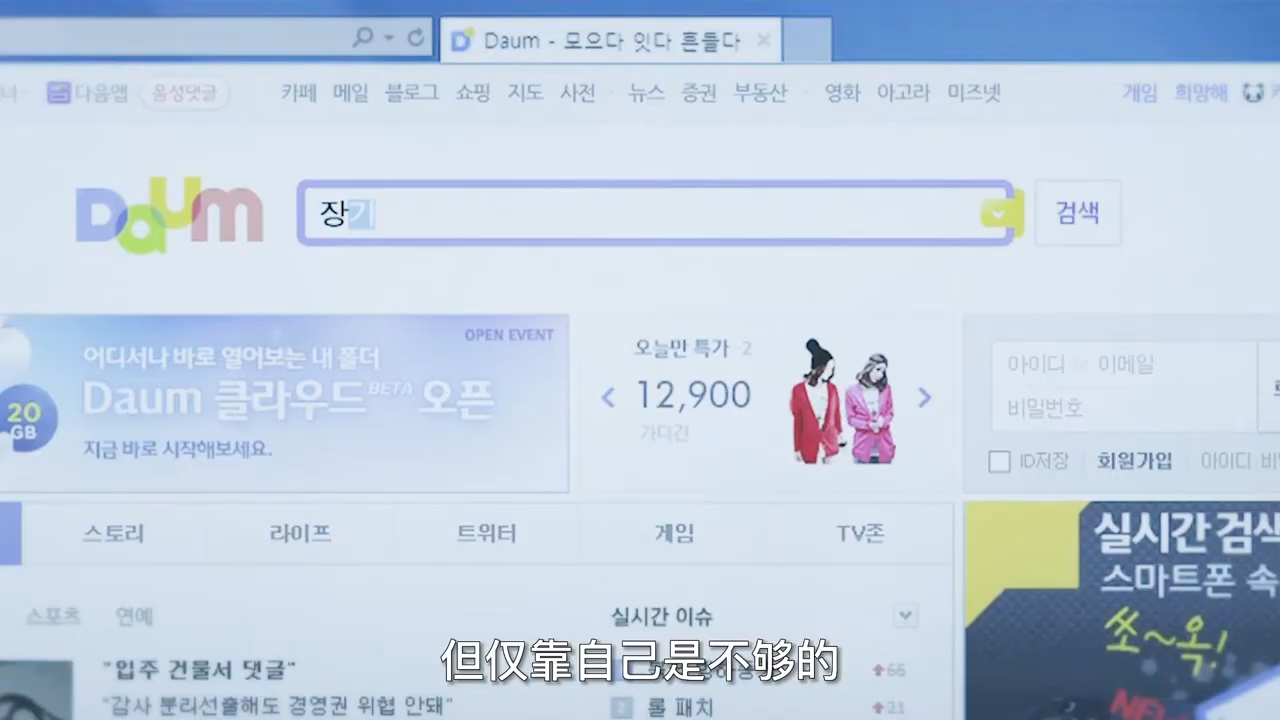 Daum - 모으다 잇다 흔들다
다음앱 음성댓글 카페 메일 블로그 쇼핑 지도 사전 뉴스 증권 부동산 영화 아고라 미즈넷 게임 희망해
Daum 장기 검색
OPEN EVENT
어디서나 바로 열어보는 내 폴더
Daum 클라우드 BETA 오픈
20
GB
지금 바로 시작해보세요.
오늘만 특가 2
12,900
가디건
아이디 or 이메일
비밀번호
ID저장 회원가입 아이디
스토리 라이프 트위터 게임 TV존
스포츠 연예
실시간 이슈
"입주 건물서 댓글"
66
"감사 분리선출해도 경영권 위협 안돼"
2 롤 패치 21
실시간 검색
스마트폰 속
쏘~옥!
但仅靠自己是不够的